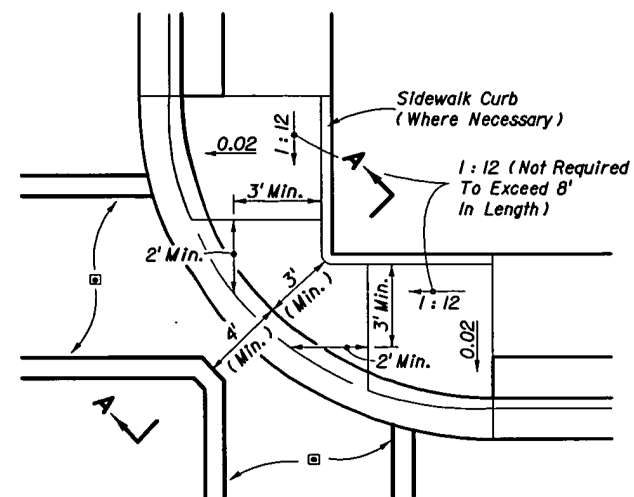 Sidewalk Curb
(Where Necessary)
0.02
1:12
A
1:12 (Not Required
To Exceed 8'
In Length)
3' Min.
2' Min.
3'
(Min.)
4'
(Min.)
1:12
3' Min.
0.02
2' Min.
A